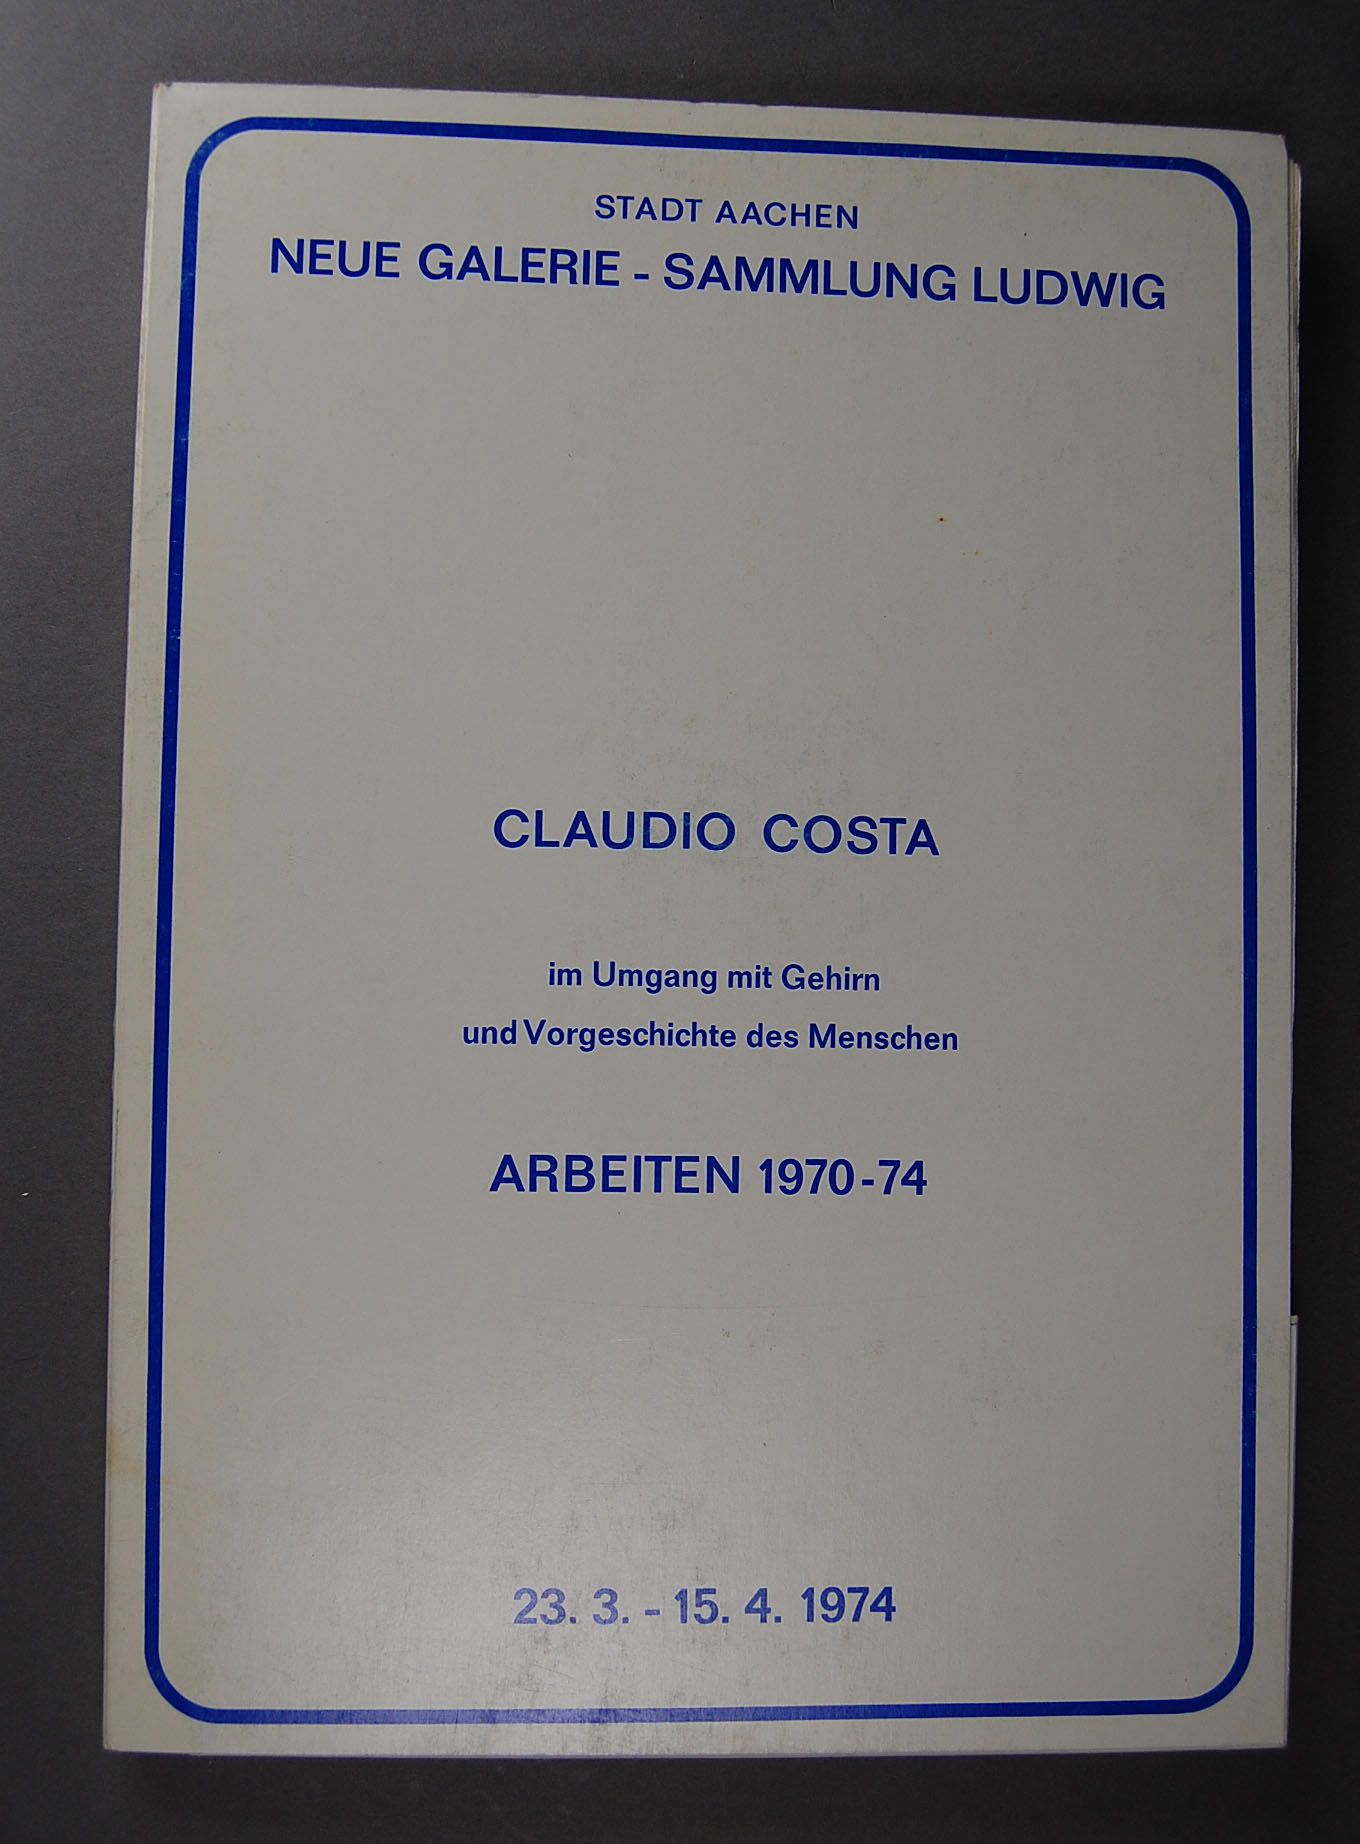 STADT AACHEN
NEUE GALERIE - SAMMLUNG LUDWIG
CLAUDIO COSTA
im Umgang mit Gehirn
und Vorgeschichte des Menschen
ARBEITEN 1970-74
23. 3. - 15. 4. 1974